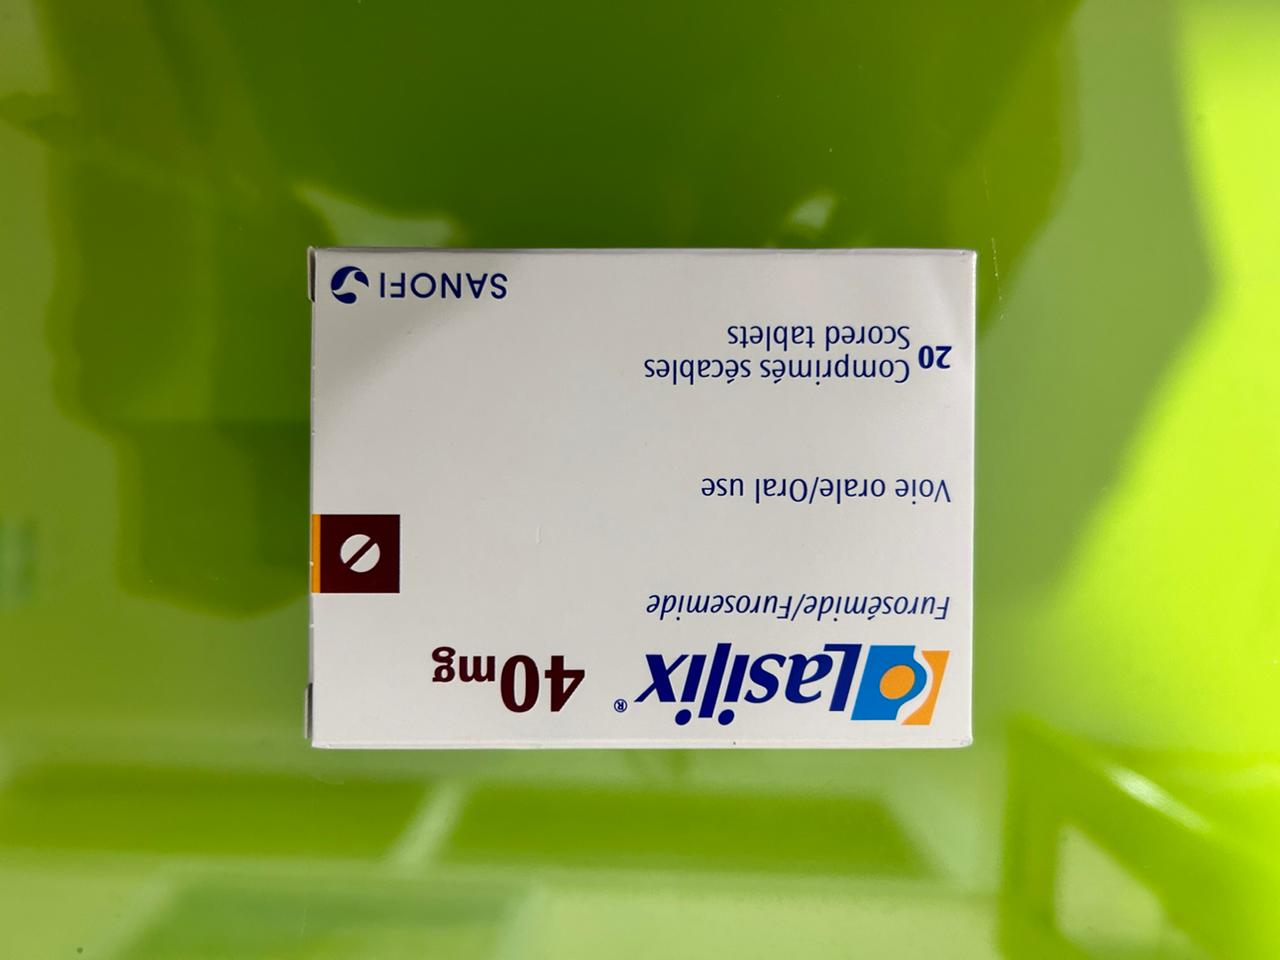 Lasilix® 40mg
Furosémide/Furosemide
Voie orale/Oral use
20 Comprimés sécables
Scored tablets
SANOFI